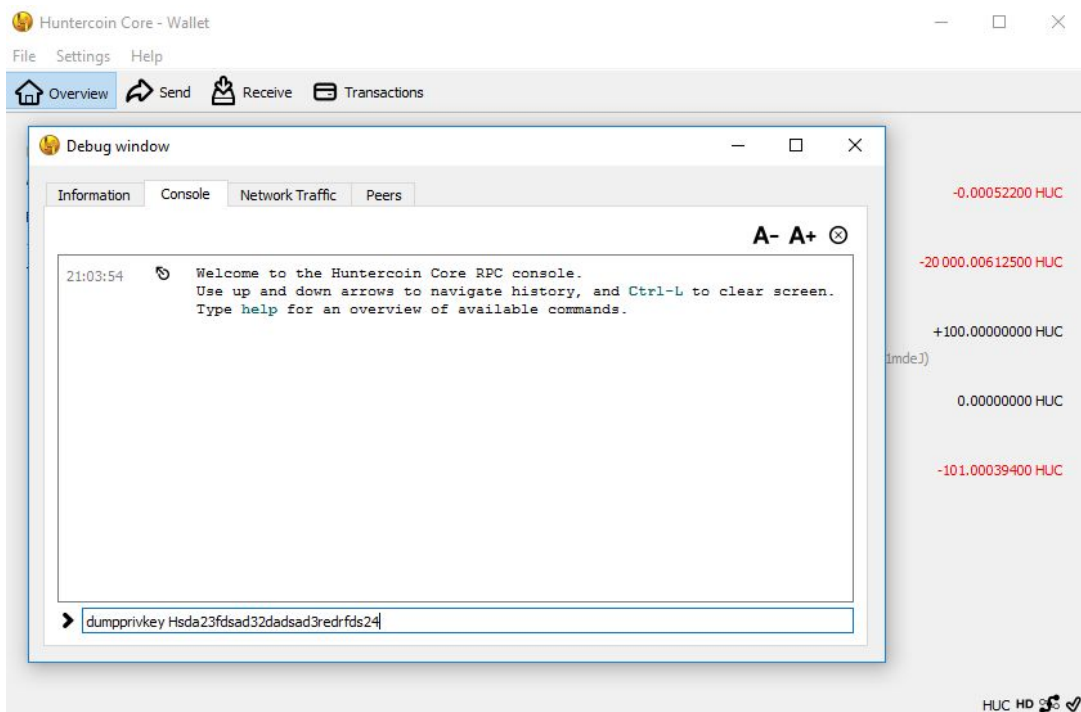 Huntercoin Core - Wallet
File Settings Help
Overview Send Receive Transactions
Debug window
Information Console Network Traffic Peers
A- A+
21:03:54 Welcome to the Huntercoin Core RPC console.
Use up and down arrows to navigate history, and Ctrl-L to clear screen.
Type help for an overview of available commands.
dumpprivkey Hsda23fdsad32dadsad3redrfds24
-0.00052200 HUC
-20 000.00612500 HUC
+100.00000000 HUC
1mdeJ)
0.00000000 HUC
-101.00039400 HUC
HUC HD